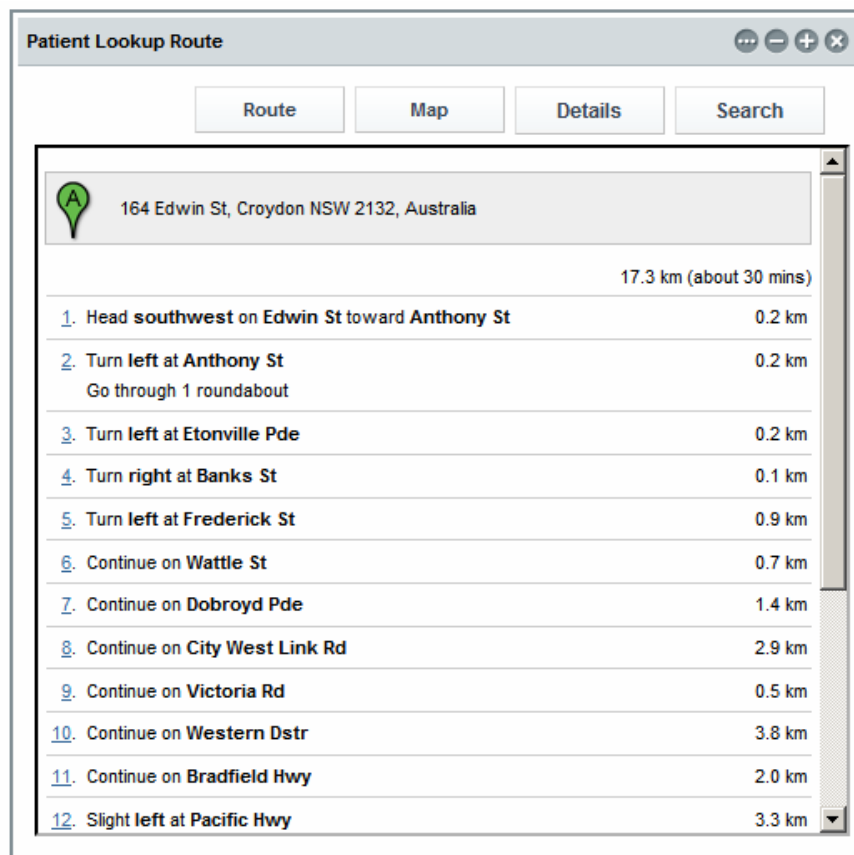 Patient Lookup Route
Route Map Details Search
A 164 Edwin St, Croydon NSW 2132, Australia
17.3 km (about 30 mins)
1. Head southwest on Edwin St toward Anthony St 0.2 km
2. Turn left at Anthony St 0.2 km
Go through 1 roundabout
3. Turn left at Etonville Pde 0.2 km
4. Turn right at Banks St 0.1 km
5. Turn left at Frederick St 0.9 km
6. Continue on Wattle St 0.7 km
7. Continue on Dobroyd Pde 1.4 km
8. Continue on City West Link Rd 2.9 km
9. Continue on Victoria Rd 0.5 km
10. Continue on Western Dstr 3.8 km
11. Continue on Bradfield Hwy 2.0 km
12. Slight left at Pacific Hwy 3.3 km